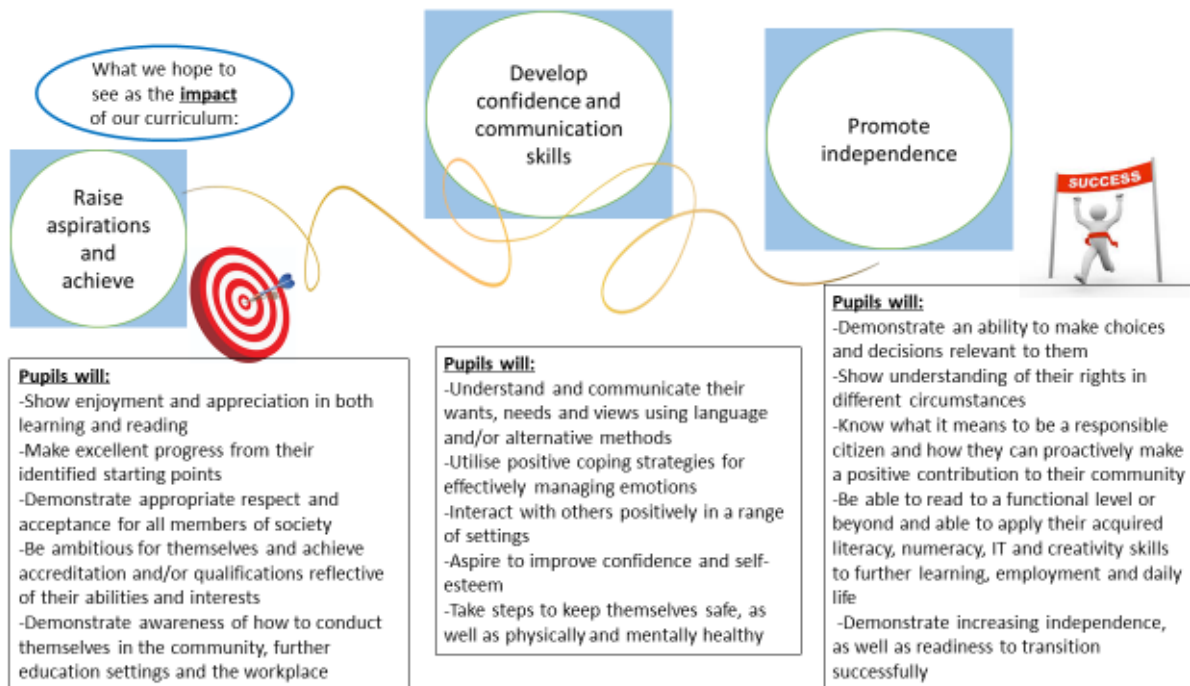 What we hope to
see as the impact
of our curriculum:
Raise
aspirations
and
achieve
Develop
confidence and
communication
skills
Promote
independence
SUCCESS
Pupils will:
-Show enjoyment and appreciation in both
learning and reading
-Make excellent progress from their
identified starting points
-Demonstrate appropriate respect and
acceptance for all members of society
-Be ambitious for themselves and achieve
accreditation and/or qualifications reflective
of their abilities and interests
-Demonstrate awareness of how to conduct
themselves in the community, further
education settings and the workplace
Pupils will:
-Understand and communicate their
wants, needs and views using language
and/or alternative methods
-Utilise positive coping strategies for
effectively managing emotions
-Interact with others positively in a range
of settings
-Aspire to improve confidence and self-
esteem
-Take steps to keep themselves safe, as
well as physically and mentally healthy
Pupils will:
-Demonstrate an ability to make choices
and decisions relevant to them
-Show understanding of their rights in
different circumstances
-Know what it means to be a responsible
citizen and how they can proactively make
a positive contribution to their community
-Be able to read to a functional level or
beyond and able to apply their acquired
literacy, numeracy, IT and creativity skills
to further learning, employment and daily
life
-Demonstrate increasing independence,
as well as readiness to transition
successfully